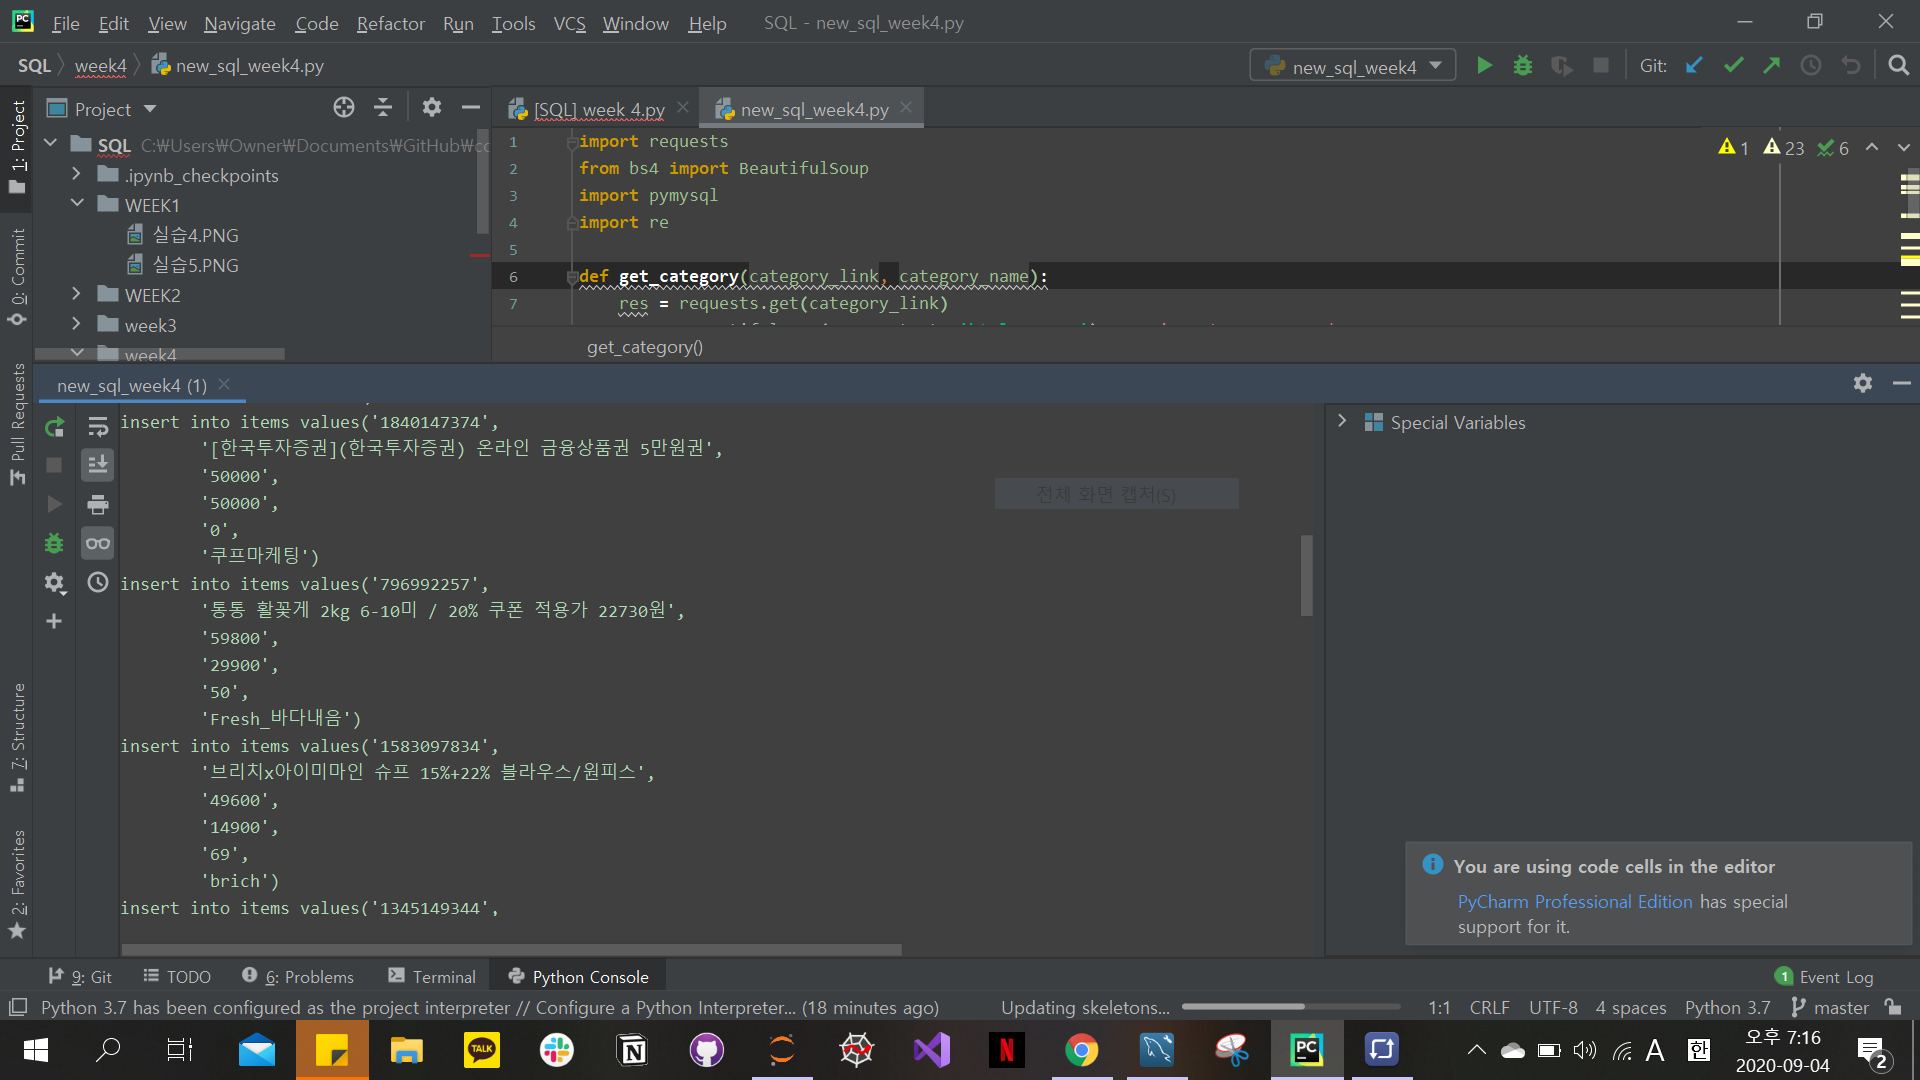 File Edit View Navigate Code Refactor Run Tools VCS Window Help SQL - new_sql_week4.py
SQL week4 new_sql_week4.py
new_sql_week4 Git:
Project
[SQL] week 4.py new_sql_week4.py
SQL C:\Users\Owner\Documents\GitHub\
.ipynb_checkpoints
WEEK1
실습4.PNG
실습5.PNG
WEEK2
week3
week4
1 import requests
2 from bs4 import BeautifulSoup
3 import pymysql
4 import re
5
6 def get_category(category_link, category_name):
7 res = requests.get(category_link)
1 23 6
get_category()
1: Project
0: Commit
Pull Requests
7: Structure
2: Favorites
new_sql_week4 (1)
insert into items values('1840147374',
'[한국투자증권](한국투자증권) 온라인 금융상품권 5만원권',
'50000',
'50000',
'0',
'쿠프마케팅')
insert into items values('796992257',
'통통 활꽃게 2kg 6-10미 / 20% 쿠폰 적용가 22730원',
'59800',
'29900',
'50',
'Fresh_바다내음')
insert into items values('1583097834',
'브리치x아이미마인 슈프 15%+22% 블라우스/원피스',
'49600',
'14900',
'69',
'brich')
insert into items values('1345149344',
전체 화면 캡처(S)
Special Variables
You are using code cells in the editor
PyCharm Professional Edition has special
support for it.
9: Git TODO 6: Problems Terminal Python Console 1 Event Log
Python 3.7 has been configured as the project interpreter // Configure a Python Interpreter... (18 minutes ago) Updating skeletons... 1:1 CRLF UTF-8 4 spaces Python 3.7 master
TALK N N PC A 한
오후 7:16
2020-09-04
2